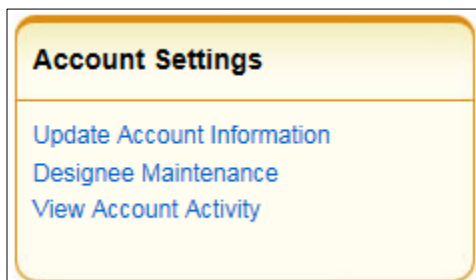 Account Settings
Update Account Information
Designee Maintenance
View Account Activity